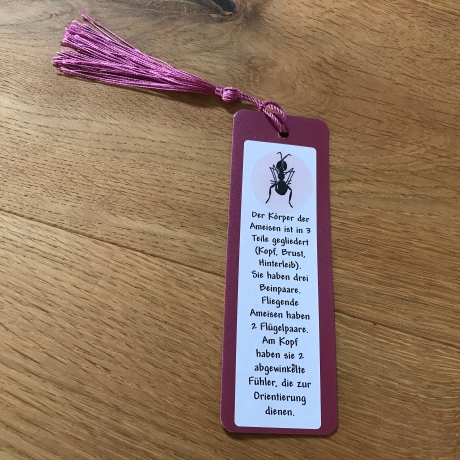 Der Körper der
Ameisen ist in 3
Teile gegliedert
(Kopf, Brust,
Hinterleib).
Sie haben drei
Beinpaare.
Fliegende
Ameisen haben
2 Flügelpaare.
Am Kopf
haben sie 2
abgewinkelte
Fühler, die zur
Orientierung
dienen.